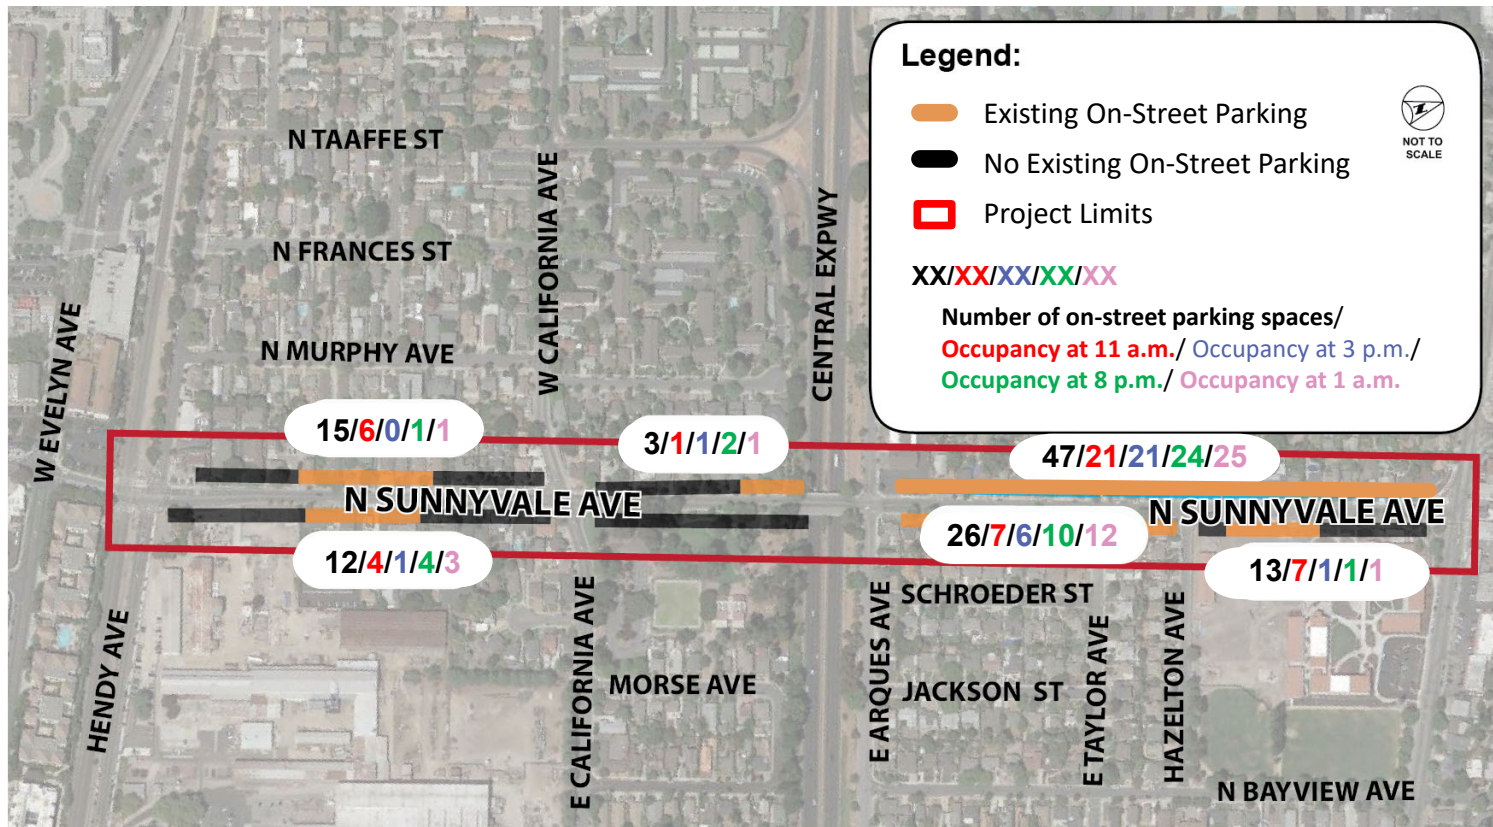 Legend:
Existing On-Street Parking
No Existing On-Street Parking
Project Limits
NOT TO
SCALE
XX/XX/XX/XX/XX
Number of on-street parking spaces/
Occupancy at 11 a.m./ Occupancy at 3 p.m./
Occupancy at 8 p.m./ Occupancy at 1 a.m.
N TAAFFE ST
N FRANCES ST
N MURPHY AVE
W EVELYN AVE
W CALIFORNIA AVE
CENTRAL EXPWY
15/6/0/1/1
3/1/1/2/1
47/21/21/24/25
N SUNNYVALE AVE
N SUNNYVALE AVE
12/4/1/4/3
26/7/6/10/12
13/7/1/1/1
HENDY AVE
E CALIFORNIA AVE
MORSE AVE
E ARQUES AVE
SCHROEDER ST
JACKSON ST
E TAYLOR AVE
HAZELTON AVE
N BAYVIEW AVE